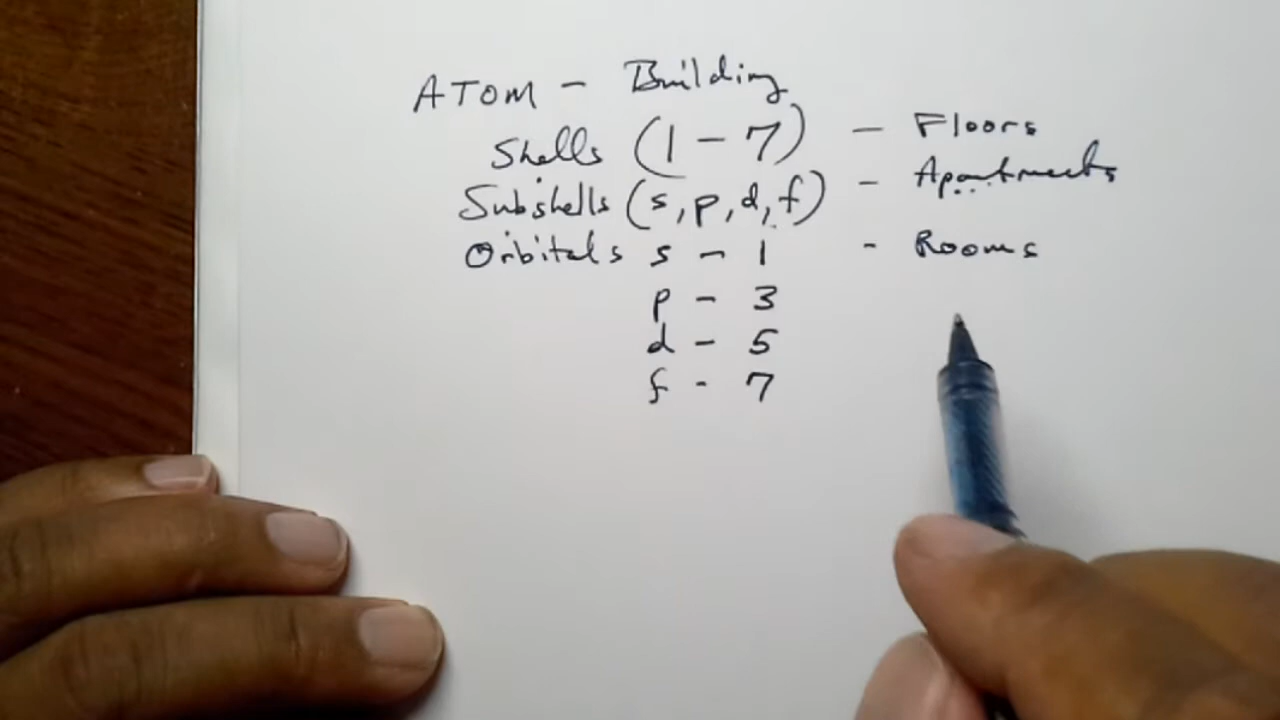 ATOM - Building
Shells (1-7) - Floors
Subshells (s, p, d, f) - Apartments
Orbitals s - 1 - Rooms
p - 3
d - 5
f - 7